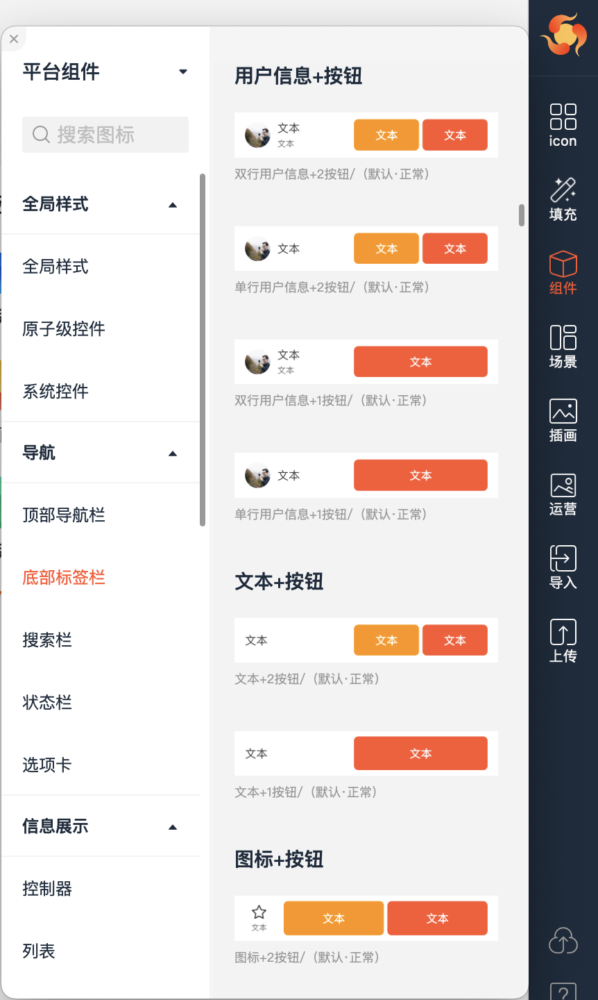 平台组件
搜索图标
全局样式
全局样式
原子级控件
系统控件
导航
顶部导航栏
底部标签栏
搜索栏
状态栏
选项卡
信息展示
控制器
列表
用户信息+按钮
文本
文本
文本
文本
双行用户信息+2按钮/（默认·正常）
文本
文本
文本
单行用户信息+2按钮/（默认·正常）
文本
文本
文本
双行用户信息+1按钮/（默认·正常）
文本
文本
单行用户信息+1按钮/（默认·正常）
文本+按钮
文本
文本
文本
文本+2按钮/（默认·正常）
文本
文本
文本+1按钮/（默认·正常）
图标+按钮
文本
文本
文本
图标+2按钮/（默认·正常）
icon
填充
组件
场景
插画
运营
导入
上传
?